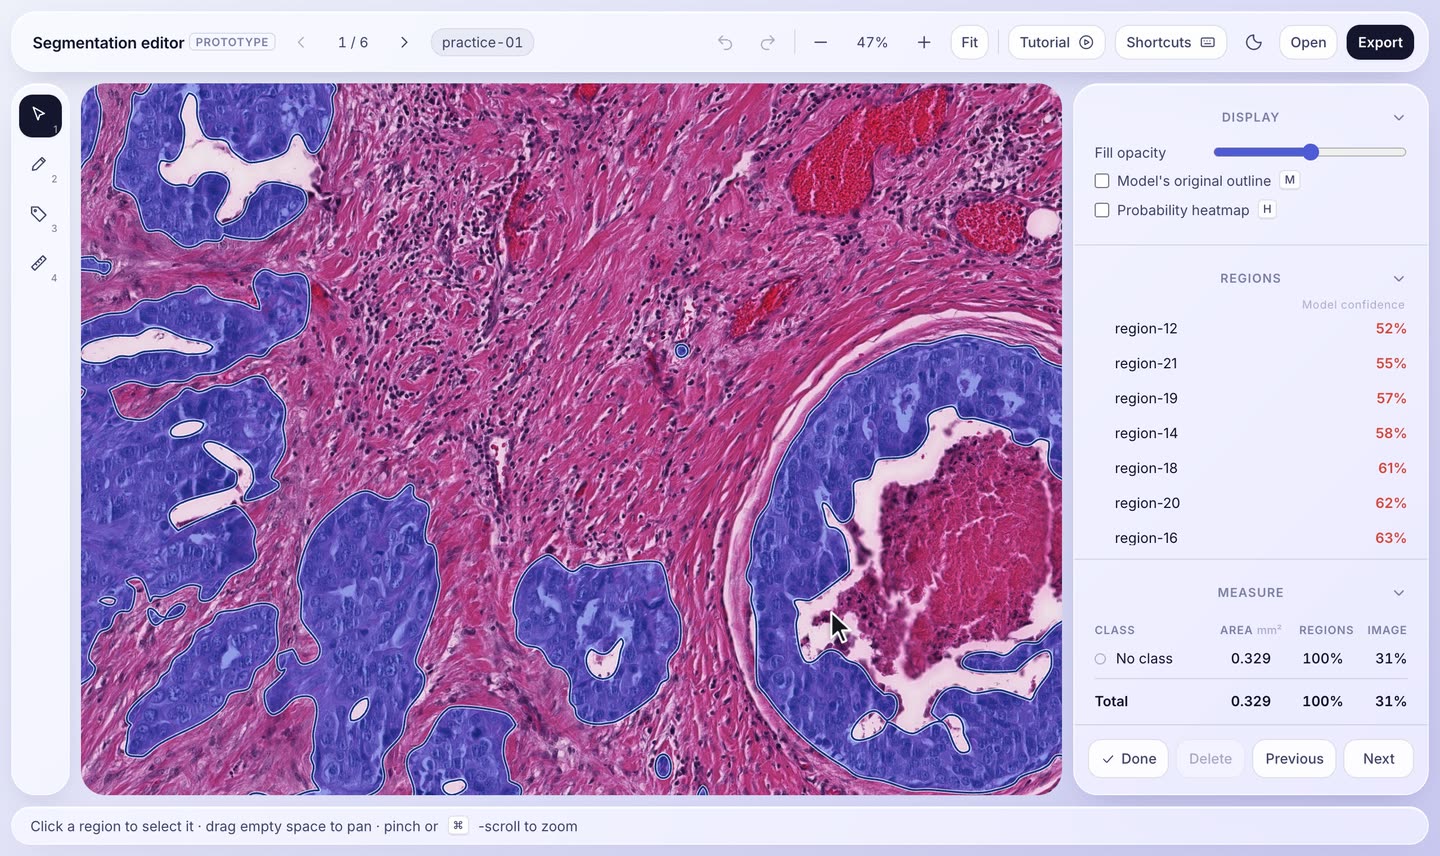 Segmentation editor PROTOTYPE 1 / 6 practice-01 47% Fit Tutorial Shortcuts Open Export
1
2
3
4
DISPLAY
Fill opacity
Model's original outline M
Probability heatmap H
REGIONS
Model confidence
region-12 52%
region-21 55%
region-19 57%
region-14 58%
region-18 61%
region-20 62%
region-16 63%
MEASURE
CLASS AREA mm² REGIONS IMAGE
No class 0.329 100% 31%
Total 0.329 100% 31%
Done Delete Previous Next
Click a region to select it · drag empty space to pan · pinch or ⌘ -scroll to zoom